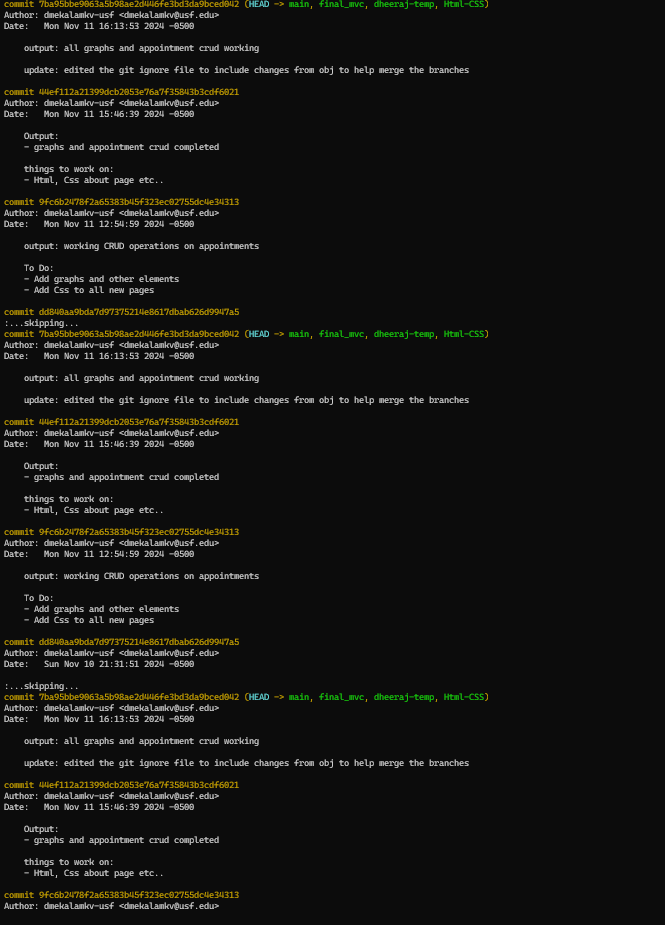 commit 7ba95bbe9063a5b98ae2d446fe3bd3da9bced042 (HEAD -> main, final_mvc, dheeraj-temp, Html-CSS)
Author: dmekalamkv-usf <dmekalamkv@usf.edu>
Date:   Mon Nov 11 16:13:53 2024 -0500

    output: all graphs and appointment crud working

    update: edited the git ignore file to include changes from obj to help merge the branches

commit 44ef112a21399dcb2053e76a7f35843b3cdf6021
Author: dmekalamkv-usf <dmekalamkv@usf.edu>
Date:   Mon Nov 11 15:46:39 2024 -0500

    Output:
    - graphs and appointment crud completed

    things to work on:
    - Html, Css about page etc..

commit 9fc6b2478f2a65383b45f323ec02755dc4e34313
Author: dmekalamkv-usf <dmekalamkv@usf.edu>
Date:   Mon Nov 11 12:54:59 2024 -0500

    output: working CRUD operations on appointments

    To Do:
    - Add graphs and other elements
    - Add Css to all new pages

commit dd840aa9bda7d97375214e8617dbab626d9947a5
:...skipping...
commit 7ba95bbe9063a5b98ae2d446fe3bd3da9bced042 (HEAD -> main, final_mvc, dheeraj-temp, Html-CSS)
Author: dmekalamkv-usf <dmekalamkv@usf.edu>
Date:   Mon Nov 11 16:13:53 2024 -0500

    output: all graphs and appointment crud working

    update: edited the git ignore file to include changes from obj to help merge the branches

commit 44ef112a21399dcb2053e76a7f35843b3cdf6021
Author: dmekalamkv-usf <dmekalamkv@usf.edu>
Date:   Mon Nov 11 15:46:39 2024 -0500

    Output:
    - graphs and appointment crud completed

    things to work on:
    - Html, Css about page etc..

commit 9fc6b2478f2a65383b45f323ec02755dc4e34313
Author: dmekalamkv-usf <dmekalamkv@usf.edu>
Date:   Mon Nov 11 12:54:59 2024 -0500

    output: working CRUD operations on appointments

    To Do:
    - Add graphs and other elements
    - Add Css to all new pages

commit dd840aa9bda7d97375214e8617dbab626d9947a5
Author: dmekalamkv-usf <dmekalamkv@usf.edu>
Date:   Sun Nov 10 21:31:51 2024 -0500

:...skipping...
commit 7ba95bbe9063a5b98ae2d446fe3bd3da9bced042 (HEAD -> main, final_mvc, dheeraj-temp, Html-CSS)
Author: dmekalamkv-usf <dmekalamkv@usf.edu>
Date:   Mon Nov 11 16:13:53 2024 -0500

    output: all graphs and appointment crud working

    update: edited the git ignore file to include changes from obj to help merge the branches

commit 44ef112a21399dcb2053e76a7f35843b3cdf6021
Author: dmekalamkv-usf <dmekalamkv@usf.edu>
Date:   Mon Nov 11 15:46:39 2024 -0500

    Output:
    - graphs and appointment crud completed

    things to work on:
    - Html, Css about page etc..

commit 9fc6b2478f2a65383b45f323ec02755dc4e34313
Author: dmekalamkv-usf <dmekalamkv@usf.edu>